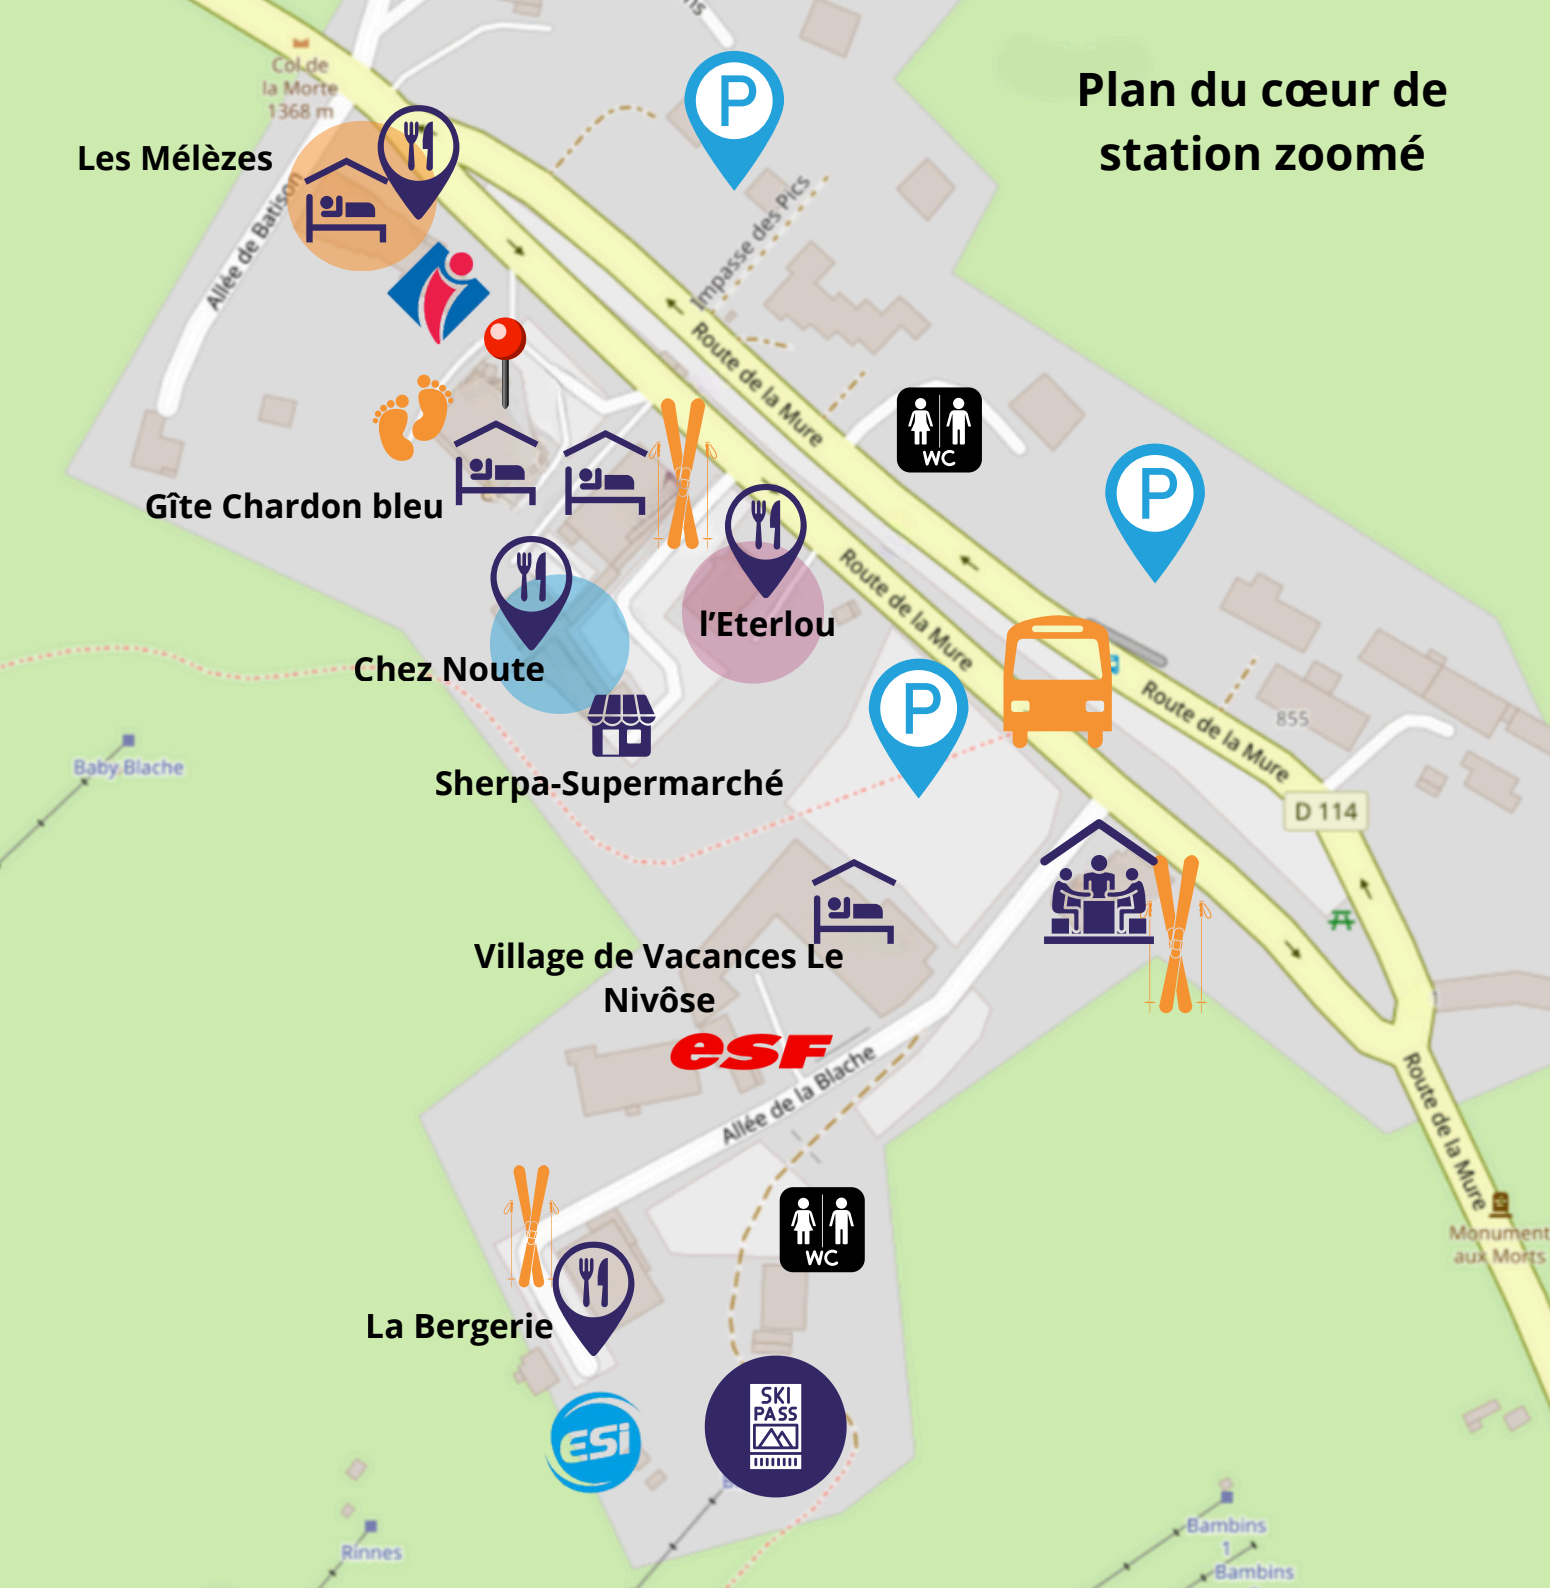 ns
Plan du cœur de
station zoomé
Col de
la Morte
1368 m
P
Les Mélèzes
Allée de Batison
Impasse des Pics
Route de la Mure
WC
P
Gîte Chardon bleu
Route de la Mure
l'Eterlou
Chez Noute
P
Route de la Mure
855
Baby Blache
Sherpa-Supermarché
D 114
Village de Vacances Le
Nivôse
esf
Allée de la Blache
Route de la Mure
WC
Monument
aux Morts
La Bergerie
SKI
PASS
ESi
Rinnes
Bambins
1
Bambins